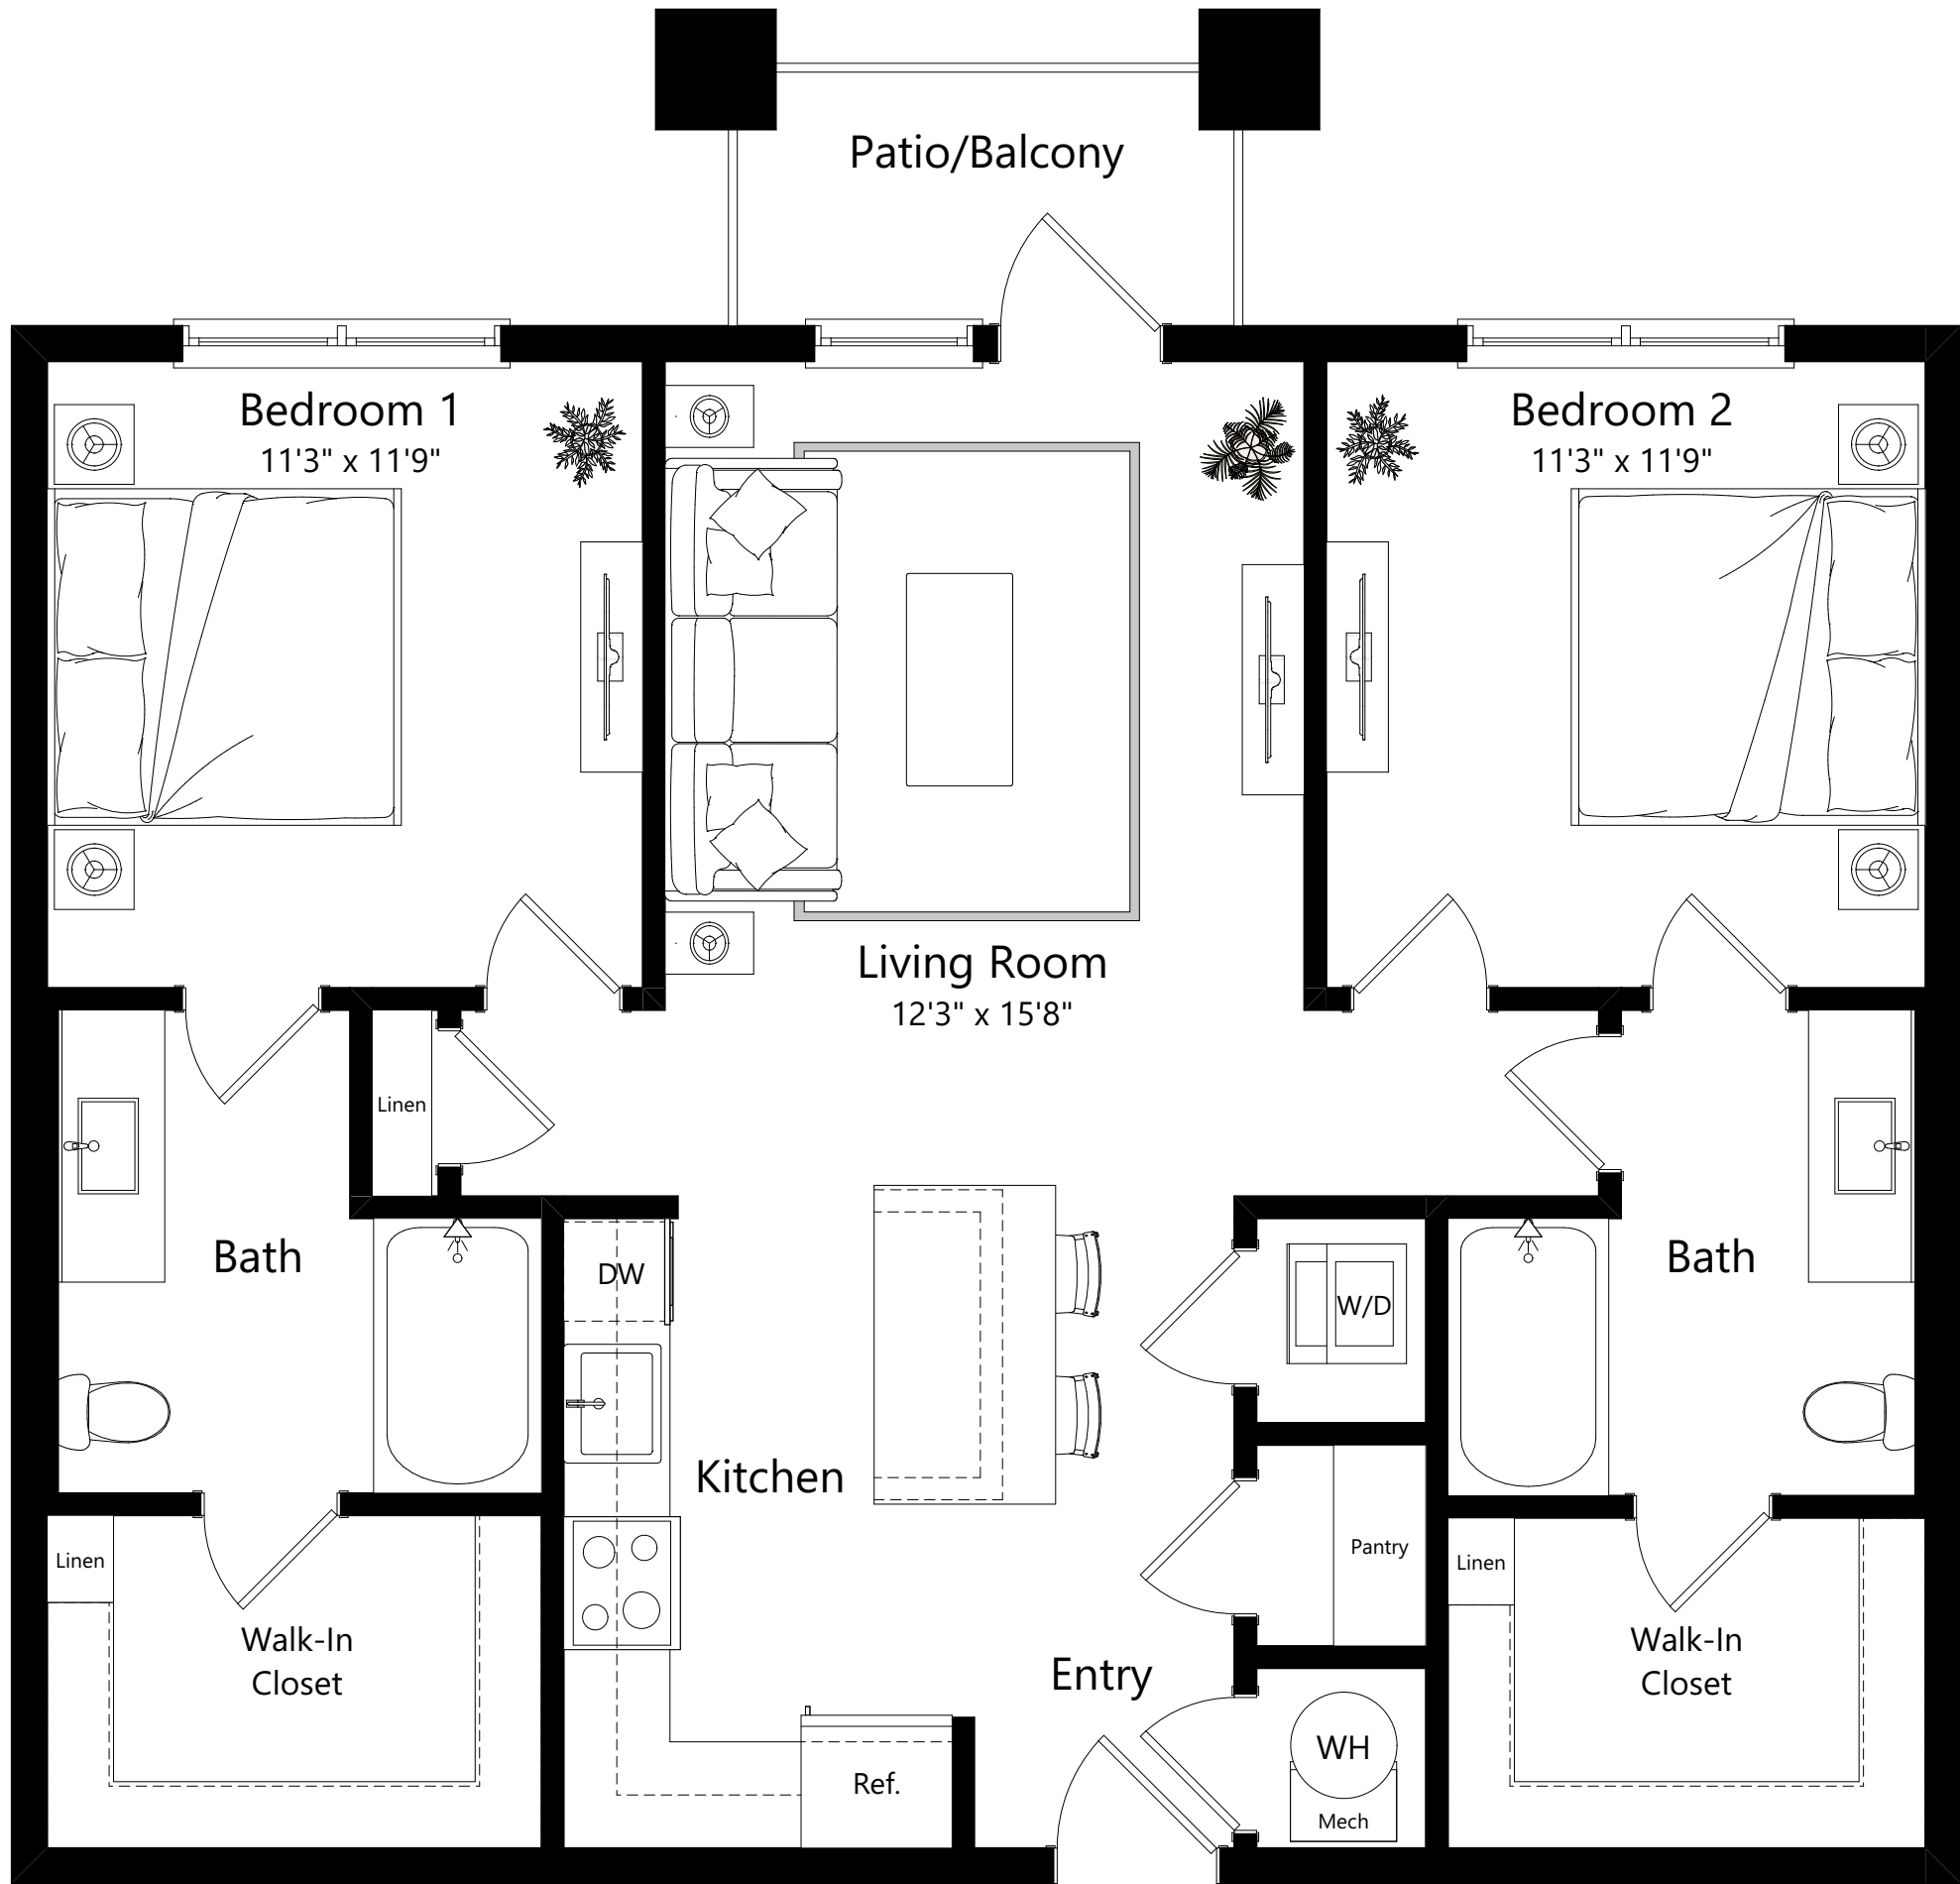 Patio/Balcony
Bedroom 1
11'3" x 11'9"
Bedroom 2
11'3" x 11'9"
Living Room
12'3" x 15'8"
Linen
Bath
DW
W/D
Bath
Kitchen
Linen
Pantry
Linen
Walk-In
Closet
Entry
Walk-In
Closet
WH
Ref.
Mech